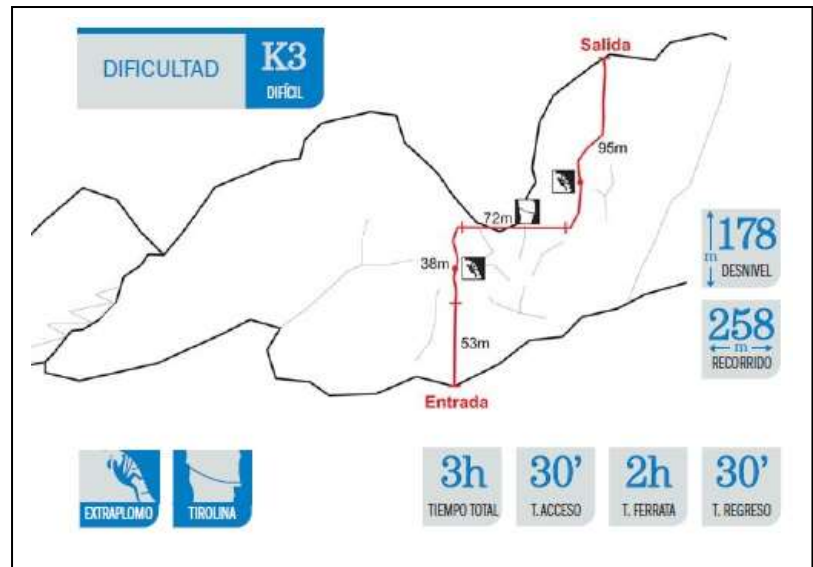 DIFICULTAD
K3
DIFÍCIL
Salida
95m
72m
38m
53m
Entrada
178
m
DESNIVEL
258
m
RECORRIDO
EXTRAPLOMO
TIROLINA
3h
TIEMPO TOTAL
30’
T. ACCESO
2h
T. FERRATA
30’
T. REGRESO